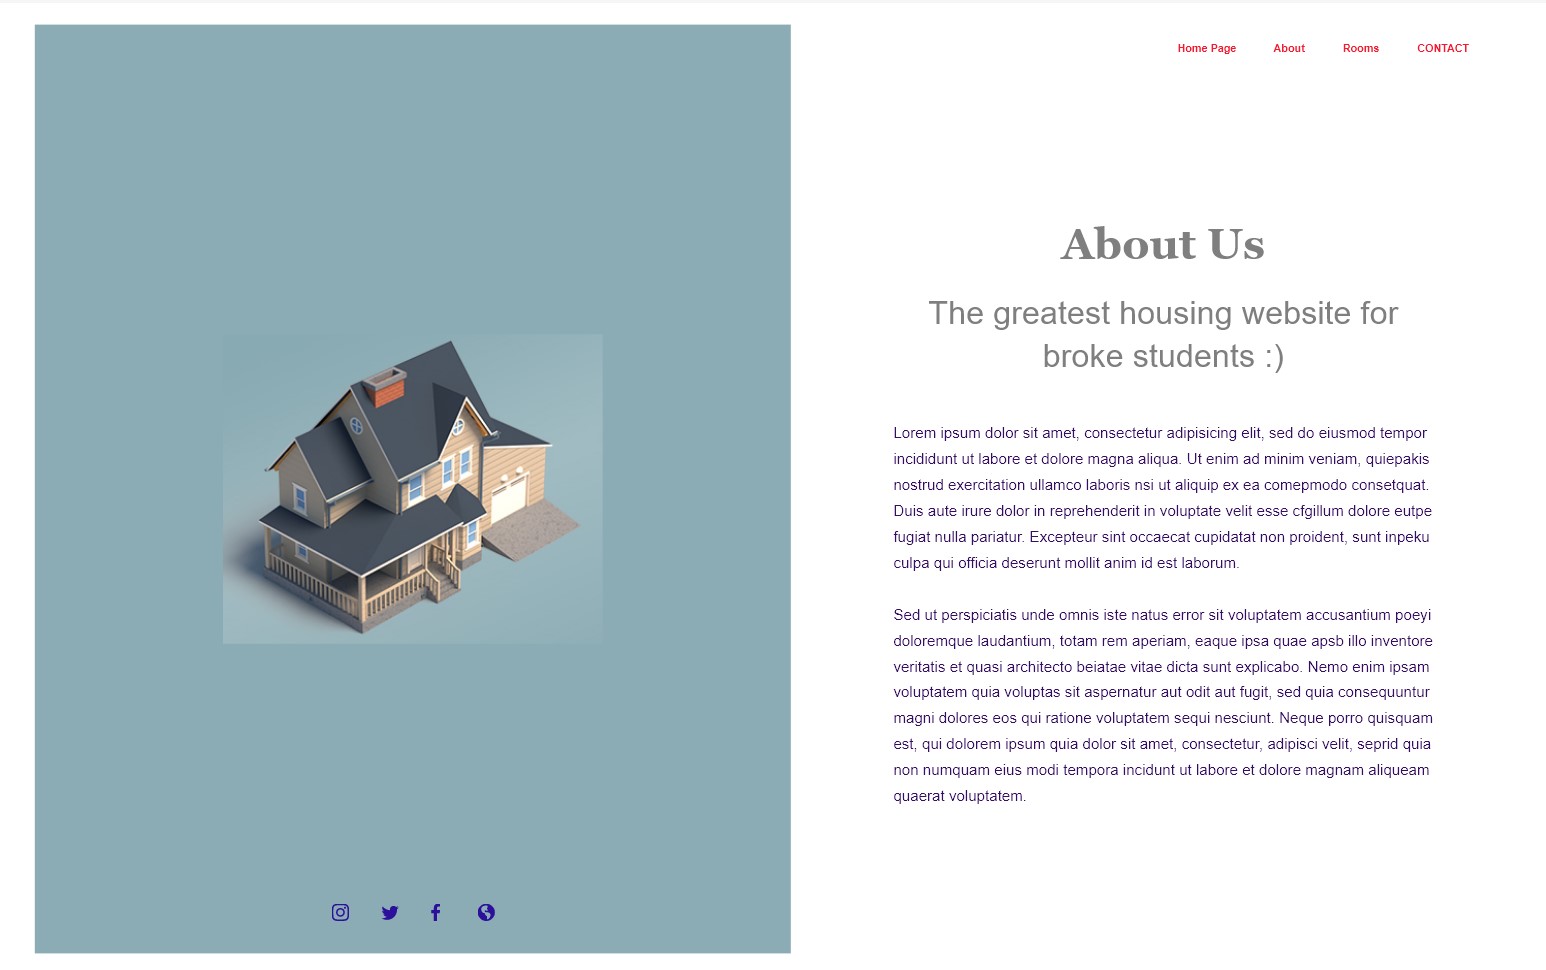 Home Page About Rooms CONTACT
About Us
The greatest housing website for
broke students :)
Lorem ipsum dolor sit amet, consectetur adipisicing elit, sed do eiusmod tempor
incididunt ut labore et dolore magna aliqua. Ut enim ad minim veniam, quiepakis
nostrud exercitation ullamco laboris nsi ut aliquip ex ea comepmodo consetquat.
Duis aute irure dolor in reprehenderit in voluptate velit esse cfgillum dolore eutpe
fugiat nulla pariatur. Excepteur sint occaecat cupidatat non proident, sunt inpeku
culpa qui officia deserunt mollit anim id est laborum.
Sed ut perspiciatis unde omnis iste natus error sit voluptatem accusantium poeyi
doloremque laudantium, totam rem aperiam, eaque ipsa quae apsb illo inventore
veritatis et quasi architecto beiatae vitae dicta sunt explicabo. Nemo enim ipsam
voluptatem quia voluptas sit aspernatur aut odit aut fugit, sed quia consequuntur
magni dolores eos qui ratione voluptatem sequi nesciunt. Neque porro quisquam
est, qui dolorem ipsum quia dolor sit amet, consectetur, adipisci velit, seprid quia
non numquam eius modi tempora incidunt ut labore et dolore magnam aliqueam
quaerat voluptatem.